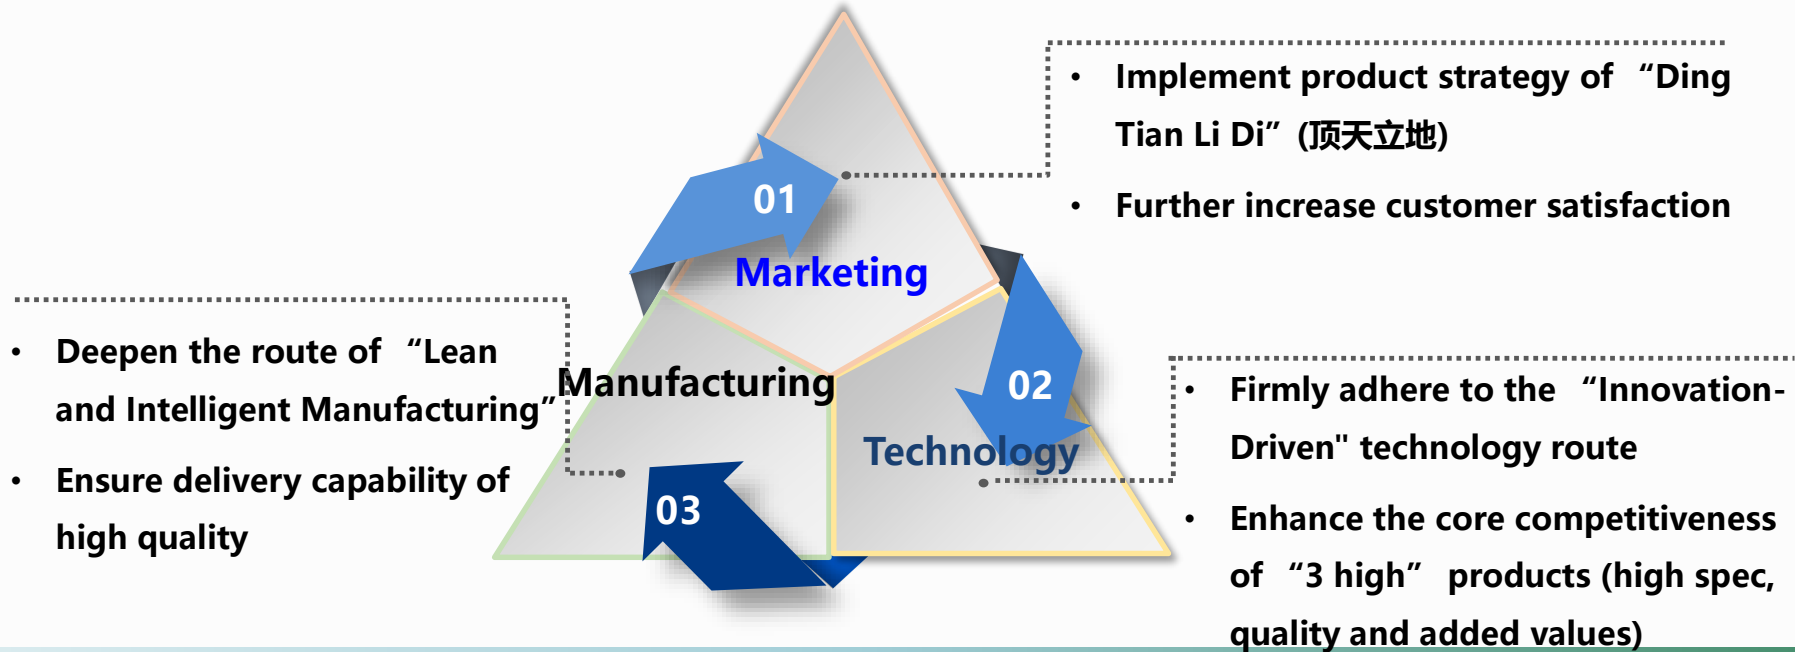 • Implement product strategy of “Ding
Tian Li Di” (顶天立地)
• Further increase customer satisfaction
01
Marketing
• Deepen the route of “Lean
and Intelligent Manufacturing”
• Ensure delivery capability of
high quality
Manufacturing
03
02
Technology
• Firmly adhere to the “Innovation-
Driven" technology route
• Enhance the core competitiveness
of “3 high” products (high spec,
quality and added values)